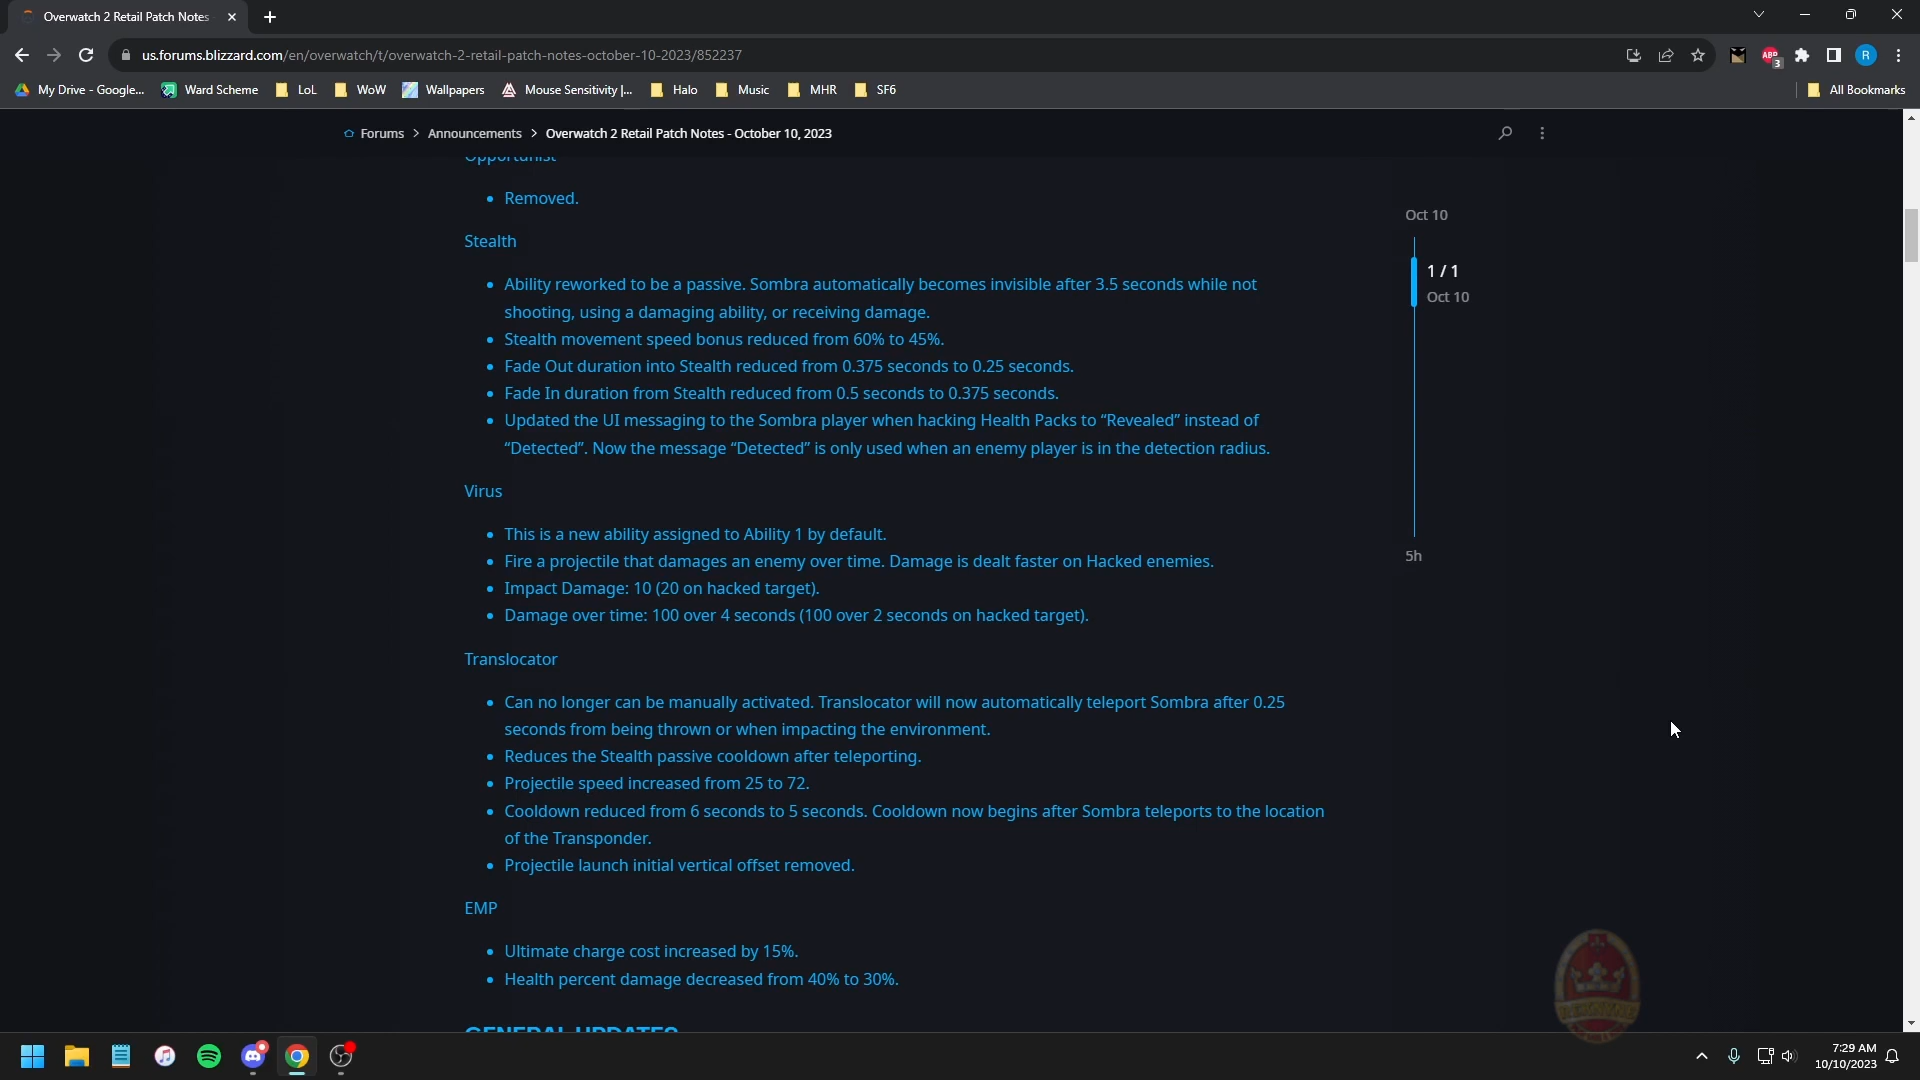 Overwatch 2 Retail Patch Notes
us.forums.blizzard.com/en/overwatch/t/overwatch-2-retail-patch-notes-october-10-2023/852237
ABP
3
R
My Drive - Google...
Ward Scheme
LoL
WoW
Wallpapers
Mouse Sensitivity |...
Halo
Music
MHR
SF6
All Bookmarks
Forums > Announcements > Overwatch 2 Retail Patch Notes - October 10, 2023
Opportunist
• Removed.
Oct 10
Stealth
1 / 1
Oct 10
• Ability reworked to be a passive. Sombra automatically becomes invisible after 3.5 seconds while not
shooting, using a damaging ability, or receiving damage.
• Stealth movement speed bonus reduced from 60% to 45%.
• Fade Out duration into Stealth reduced from 0.375 seconds to 0.25 seconds.
• Fade In duration from Stealth reduced from 0.5 seconds to 0.375 seconds.
• Updated the UI messaging to the Sombra player when hacking Health Packs to “Revealed” instead of
“Detected”. Now the message “Detected” is only used when an enemy player is in the detection radius.
Virus
• This is a new ability assigned to Ability 1 by default.
• Fire a projectile that damages an enemy over time. Damage is dealt faster on Hacked enemies.
5h
• Impact Damage: 10 (20 on hacked target).
• Damage over time: 100 over 4 seconds (100 over 2 seconds on hacked target).
Translocator
• Can no longer can be manually activated. Translocator will now automatically teleport Sombra after 0.25
seconds from being thrown or when impacting the environment.
• Reduces the Stealth passive cooldown after teleporting.
• Projectile speed increased from 25 to 72.
• Cooldown reduced from 6 seconds to 5 seconds. Cooldown now begins after Sombra teleports to the location
of the Transponder.
• Projectile launch initial vertical offset removed.
EMP
• Ultimate charge cost increased by 15%.
• Health percent damage decreased from 40% to 30%.
GENERAL UPDATES
7:29 AM
10/10/2023